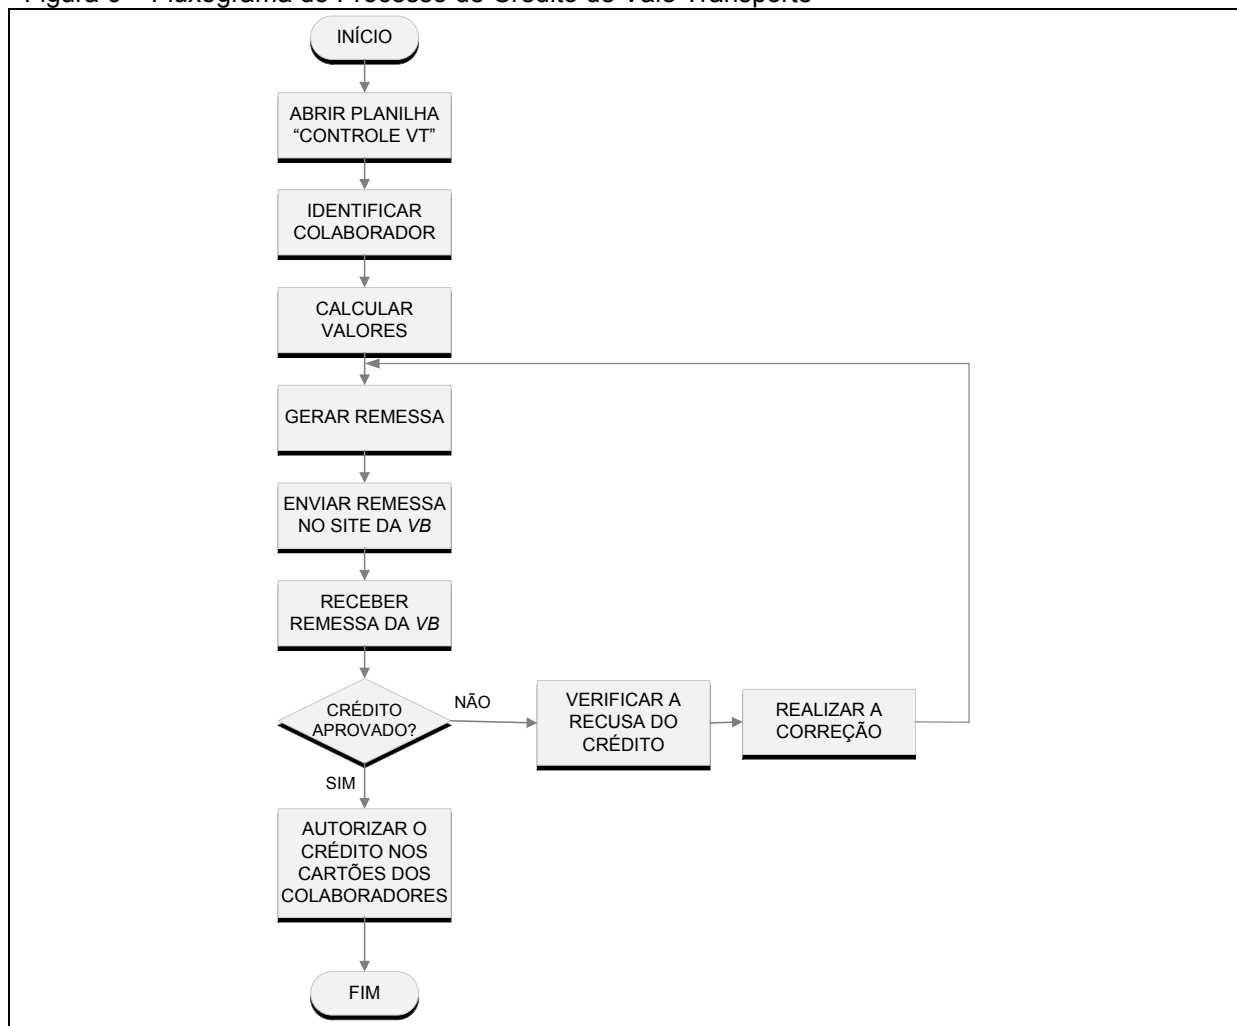 INÍCIO
ABRIR PLANILHA
“CONTROLE VT”
IDENTIFICAR
COLABORADOR
CALCULAR
VALORES
GERAR REMESSA
ENVIAR REMESSA
NO SITE DA VB
RECEBER
REMESSA DA VB
CRÉDITO
APROVADO?
NÃO
VERIFICAR A
RECUSA DO
CRÉDITO
REALIZAR A
CORREÇÃO
SIM
AUTORIZAR O
CRÉDITO NOS
CARTÕES DOS
COLABORADORES
FIM